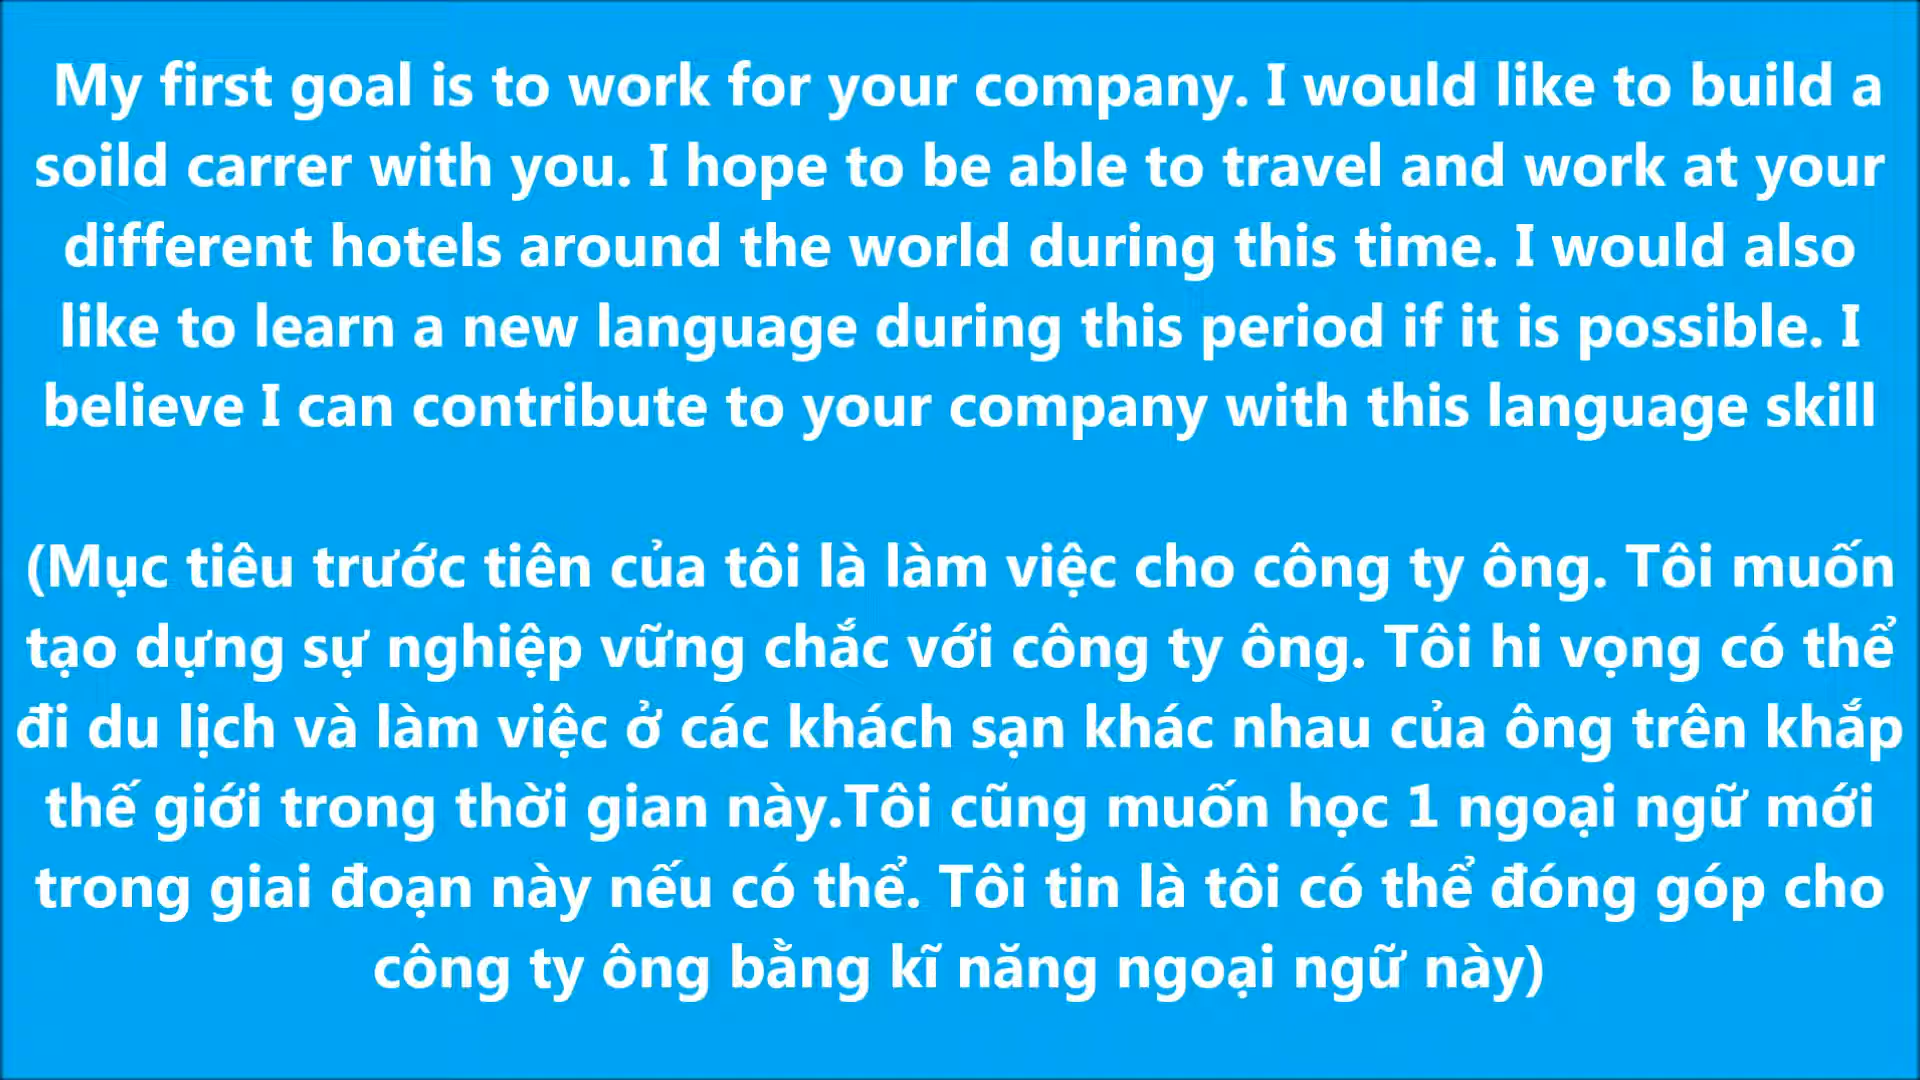 My first goal is to work for your company. I would like to build a
soild carrer with you. I hope to be able to travel and work at your
different hotels around the world during this time. I would also
like to learn a new language during this period if it is possible. I
believe I can contribute to your company with this language skill
(Mục tiêu trước tiên của tôi là làm việc cho công ty ông. Tôi muốn
tạo dựng sự nghiệp vững chắc với công ty ông. Tôi hi vọng có thể
đi du lịch và làm việc ở các khách sạn khác nhau của ông trên khắp
thế giới trong thời gian này.Tôi cũng muốn học 1 ngoại ngữ mới
trong giai đoạn này nếu có thể. Tôi tin là tôi có thể đóng góp cho
công ty ông bằng kĩ năng ngoại ngữ này)